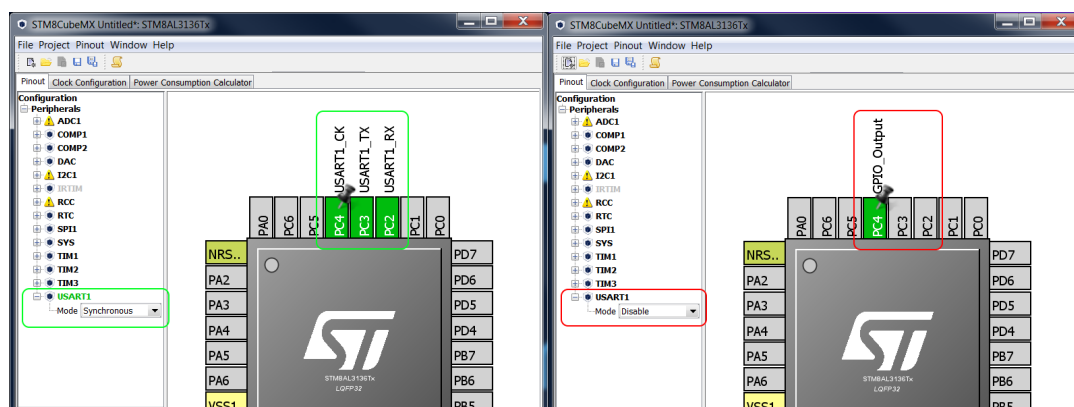 STM8CubeMX Untitled*: STM8AL3136Tx
File Project Pinout Window Help
Pinout Clock Configuration Power Consumption Calculator
Configuration
Peripherals
ADC1
COMP1
COMP2
DAC
I2C1
IRTIM
RCC
RTC
SPI1
SYS
TIM1
TIM2
TIM3
USART1
Mode Synchronous
USART1_CK
USART1_TX
USART1_RX
PA0
PC6
PC5
PC4
PC3
PC2
PC1
PC0
NRS..
PA2
PA3
PA4
PA5
PA6
VSS1
PD7
PD6
PD5
PD4
PB7
PB6
PB5
ST
STM8AL3136Tx
LQFP32
STM8CubeMX Untitled*: STM8AL3136Tx
File Project Pinout Window Help
Pinout Clock Configuration Power Consumption Calculator
Configuration
Peripherals
ADC1
COMP1
COMP2
DAC
I2C1
IRTIM
RCC
RTC
SPI1
SYS
TIM1
TIM2
TIM3
USART1
Mode Disable
GPIO_Output
PA0
PC6
PC5
PC4
PC3
PC2
PC1
PC0
NRS..
PA2
PA3
PA4
PA5
PA6
VSS1
PD7
PD6
PD5
PD4
PB7
PB6
PB5
ST
STM8AL3136Tx
LQFP32